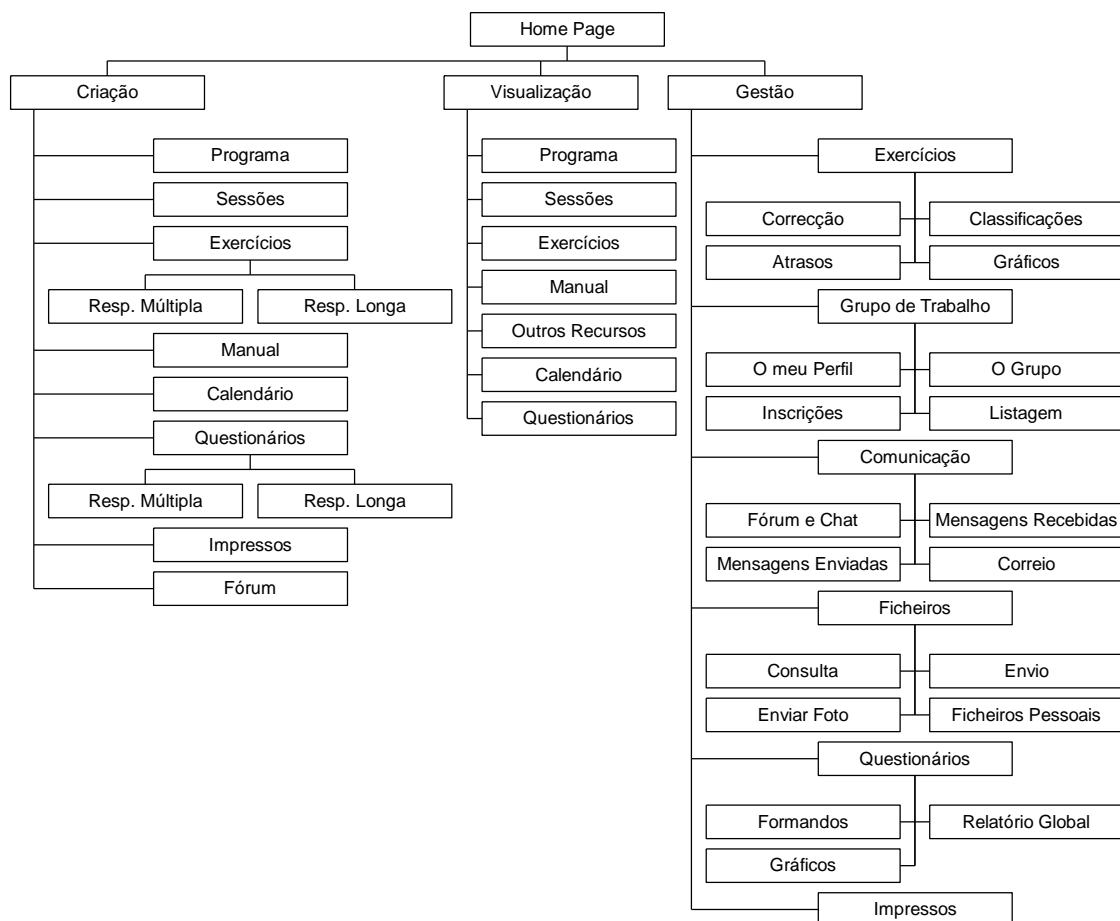 Home Page
Criação
Visualização
Gestão
Programa
Sessões
Exercícios
Resp. Múltipla
Resp. Longa
Manual
Calendário
Questionários
Resp. Múltipla
Resp. Longa
Impressos
Fórum
Programa
Sessões
Exercícios
Manual
Outros Recursos
Calendário
Questionários
Exercícios
Correcção
Classificações
Atrasos
Gráficos
Grupo de Trabalho
O meu Perfil
O Grupo
Inscrições
Listagem
Comunicação
Fórum e Chat
Mensagens Recebidas
Mensagens Enviadas
Correio
Ficheiros
Consulta
Envio
Enviar Foto
Ficheiros Pessoais
Questionários
Formandos
Relatório Global
Gráficos
Impressos